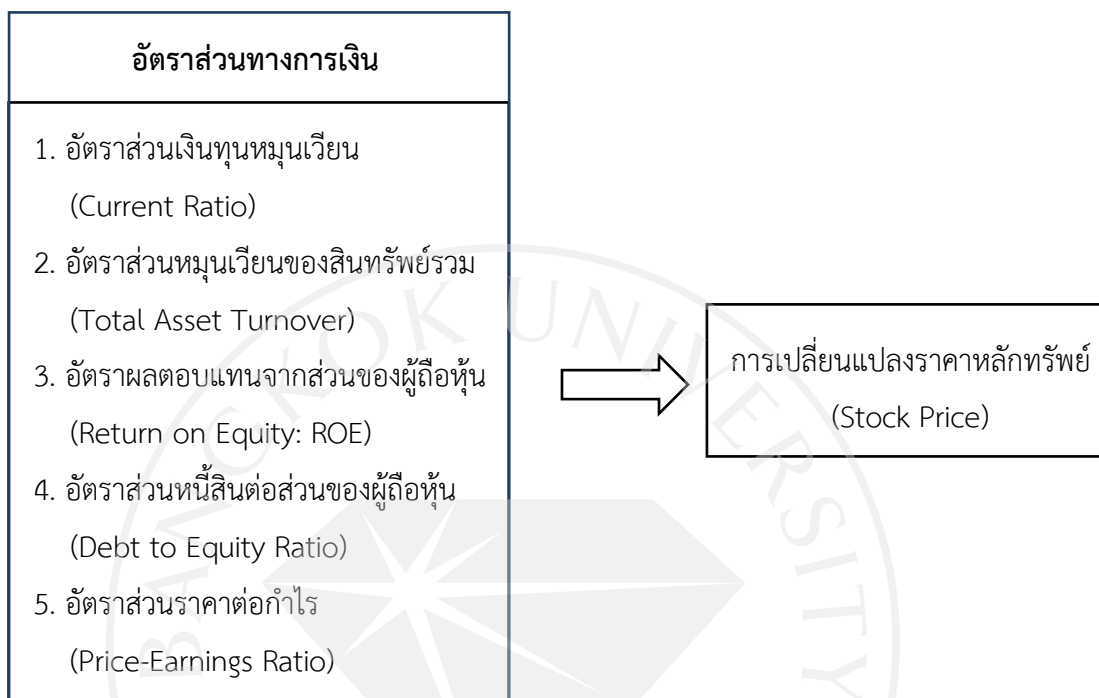 อัตราส่วนทางการเงิน
1. อัตราส่วนเงินทุนหมุนเวียน
(Current Ratio)
2. อัตราส่วนหมุนเวียนของสินทรัพย์รวม
(Total Asset Turnover)
3. อัตราผลตอบแทนจากส่วนของผู้ถือหุ้น
(Return on Equity: ROE)
4. อัตราส่วนหนี้สินต่อส่วนของผู้ถือหุ้น
(Debt to Equity Ratio)
5. อัตราส่วนราคาต่อกำไร
(Price-Earnings Ratio)
การเปลี่ยนแปลงราคาหลักทรัพย์
(Stock Price)
BANGKOK UNIVERSITY